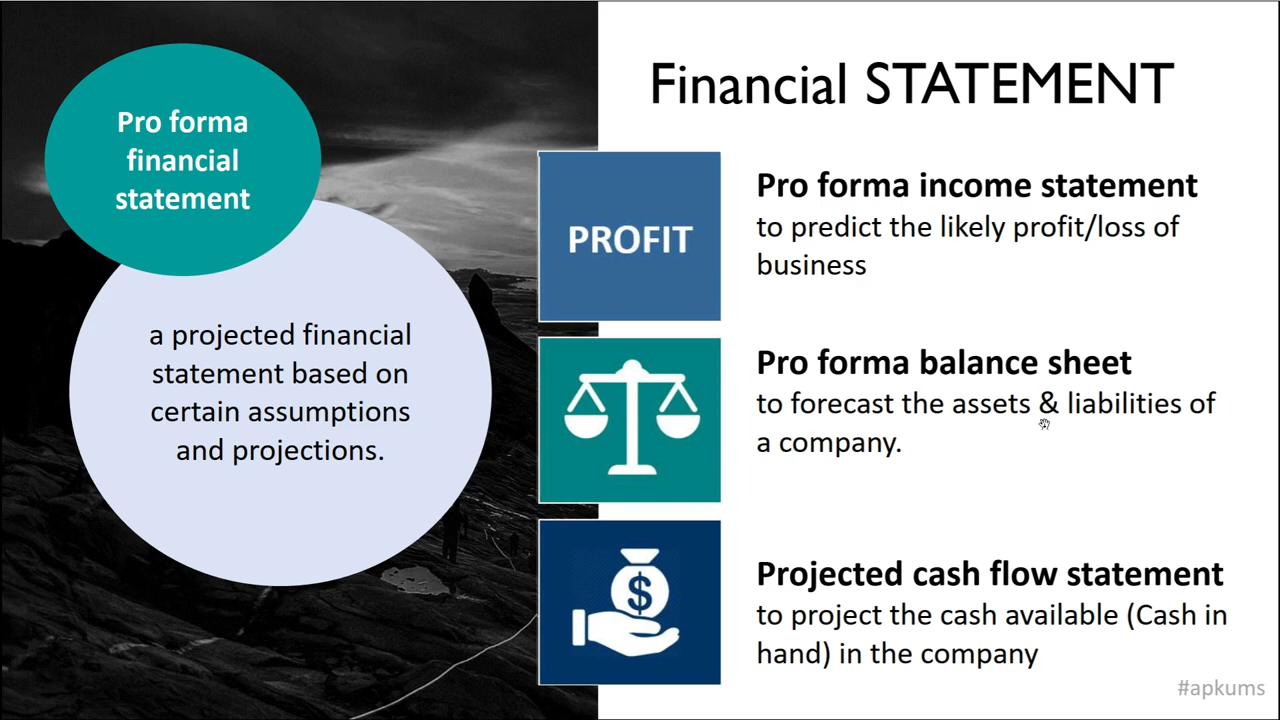 Pro forma
financial
statement
a projected financial
statement based on
certain assumptions
and projections.
Financial STATEMENT
PROFIT
Pro forma income statement
to predict the likely profit/loss of
business
Pro forma balance sheet
to forecast the assets & liabilities of
a company.
$
Projected cash flow statement
to project the cash available (Cash in
hand) in the company
#apkums